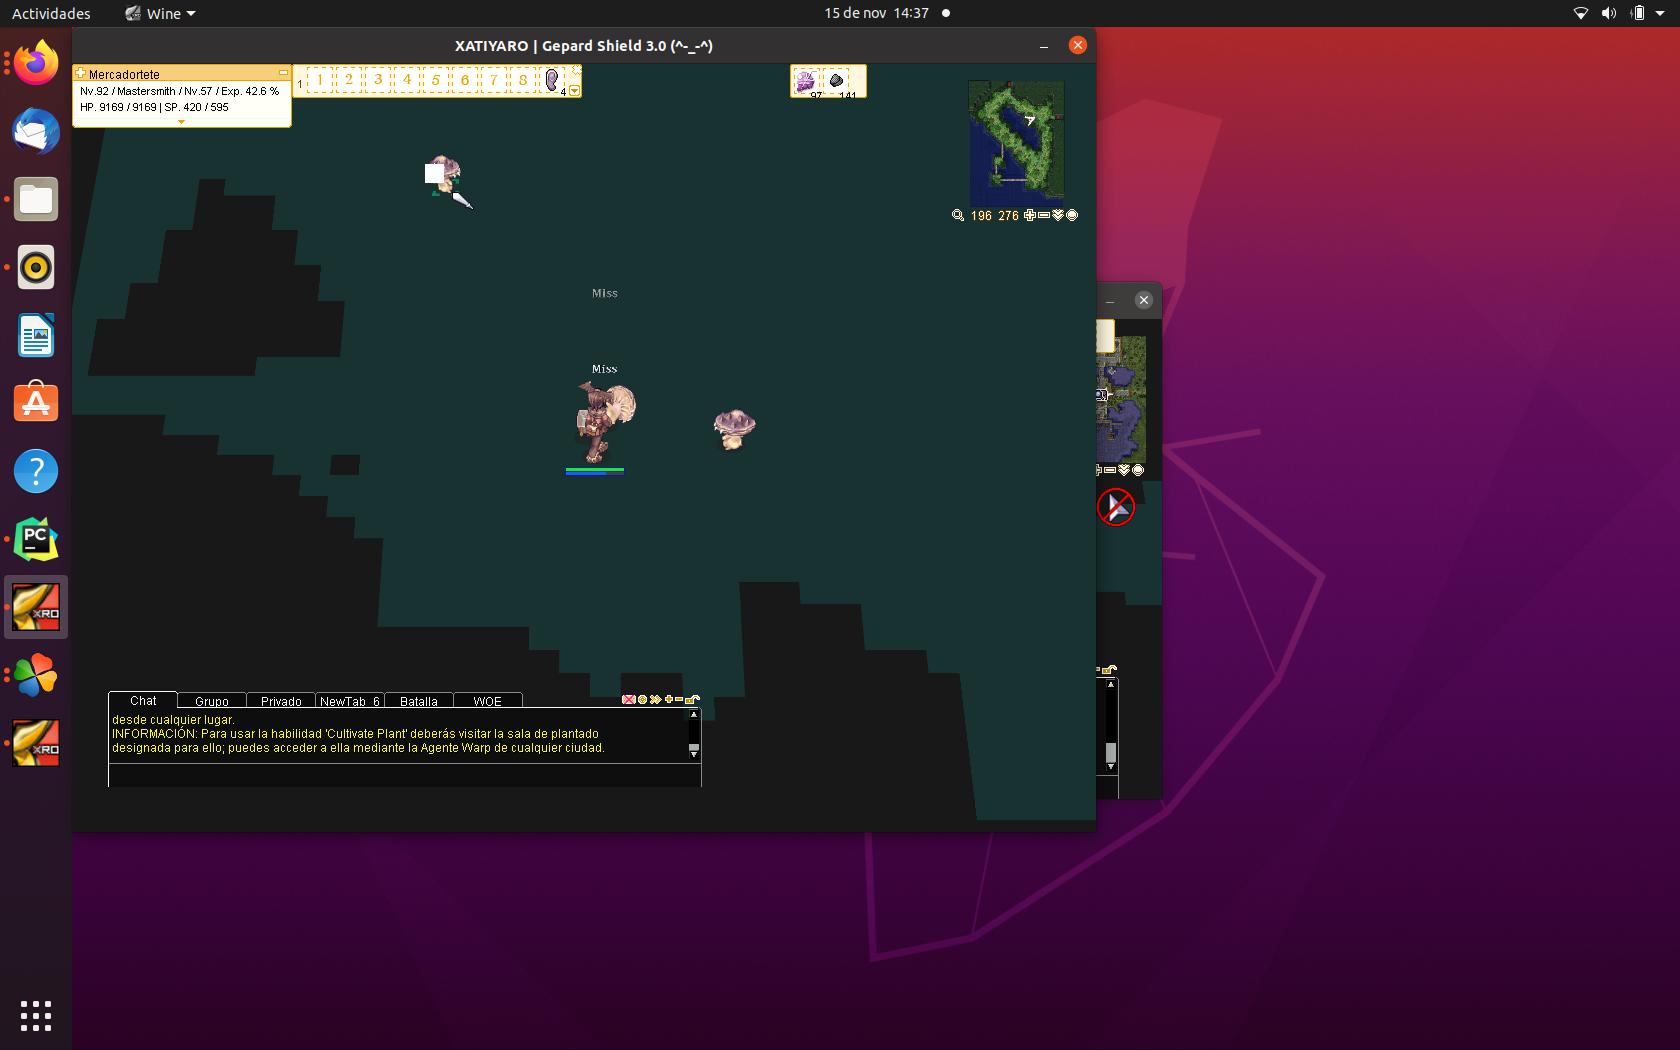 Actividades
Wine
15 de nov 14:37
XATIYARO | Gepard Shield 3.0 (^-_-^)
Mercadortete
Nv.92 / Mastersmith / Nv.57 / Exp. 42.6 %
HP. 9169 / 9169 | SP. 420 / 595
1 1 2 3 4 5 6 7 8 4
97 141
196 276
Miss
Miss
?
PC
XRO
XRO
Chat Grupo Privado NewTab_6 Batalla WOE
desde cualquier lugar.
INFORMACIÓN: Para usar la habilidad 'Cultivate Plant' deberás visitar la sala de plantado
designada para ello; puedes acceder a ella mediante la Agente Warp de cualquier ciudad.